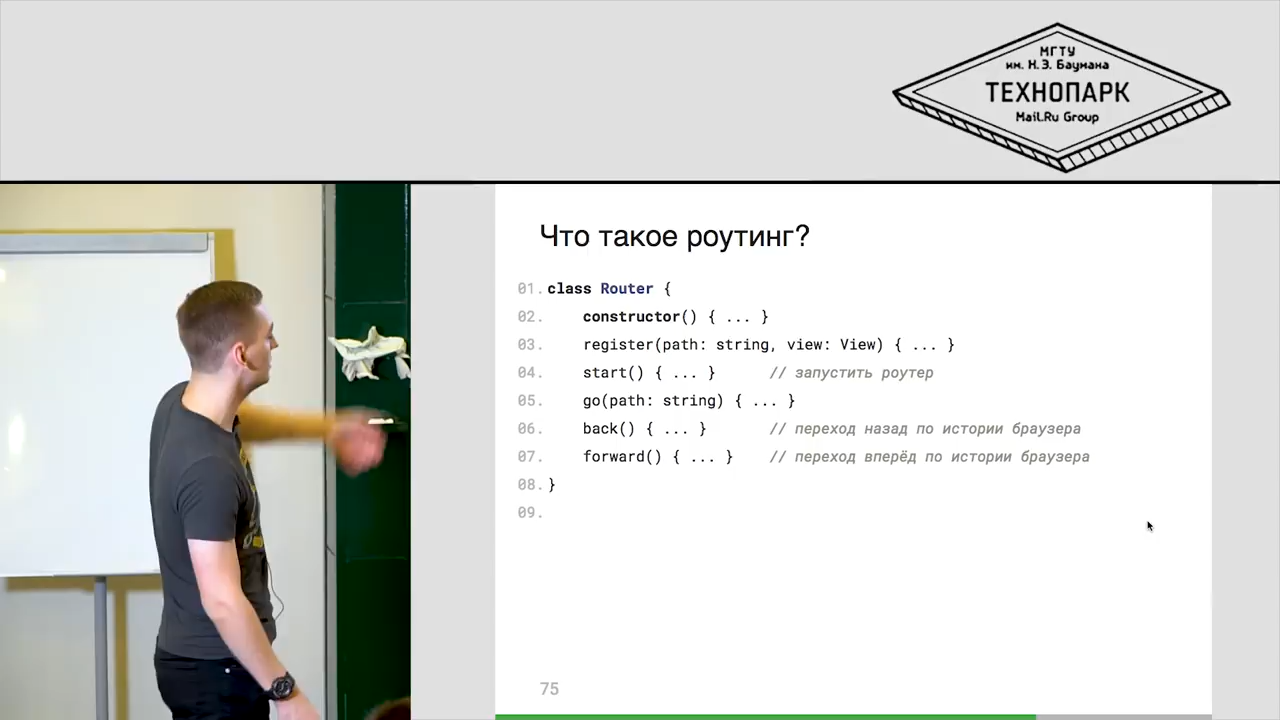 МГТУ
им. Н.Э. Баумана
ТЕХНОПАРК
Mail.Ru Group
Что такое роутинг?
01. class Router {
02. constructor() { ... }
03. register(path: string, view: View) { ... }
04. start() { ... } // запустить роутер
05. go(path: string) { ... }
06. back() { ... } // переход назад по истории браузера
07. forward() { ... } // переход вперёд по истории браузера
08. }
09.
75